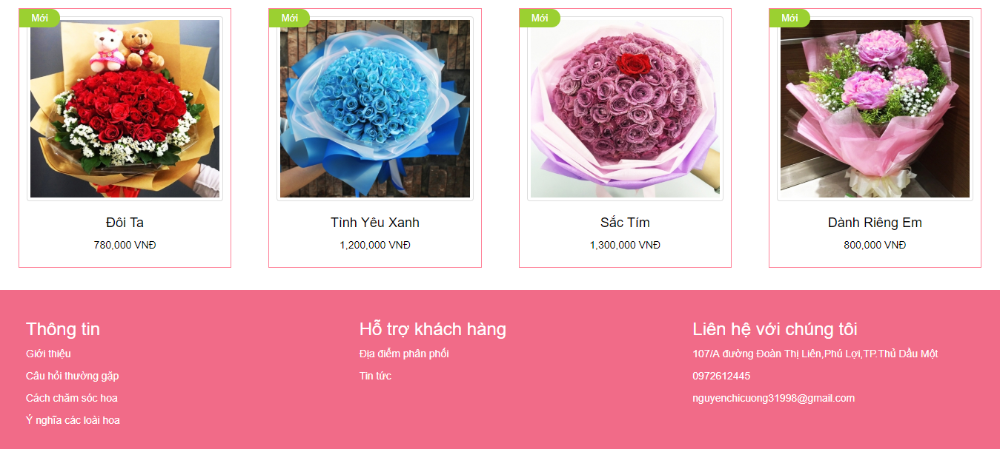 Mới
Mới
Mới
Mới
Đôi Ta
Tình Yêu Xanh
Sắc Tím
Dành Riêng Em
780,000 VNĐ
1,200,000 VNĐ
1,300,000 VNĐ
800,000 VNĐ
Thông tin
Giới thiệu
Câu hỏi thường gặp
Cách chăm sóc hoa
Ý nghĩa các loài hoa
Hỗ trợ khách hàng
Địa điểm phân phối
Tin tức
Liên hệ với chúng tôi
107/A đường Đoàn Thị Liên,Phú Lợi,TP.Thủ Dầu Một
0972612445
nguyenchicuong31998@gmail.com